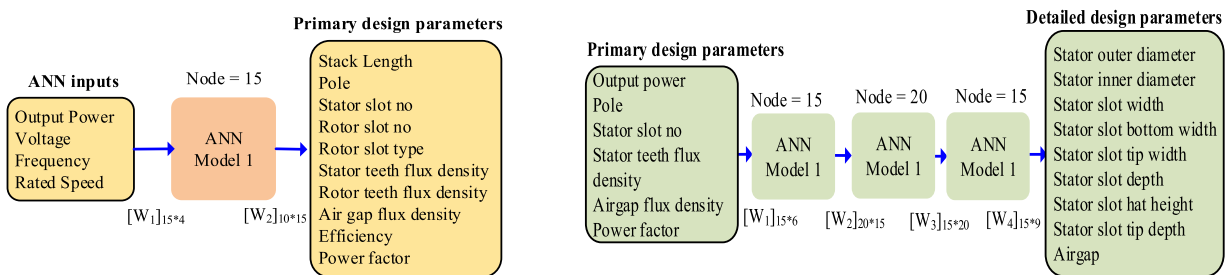 ANN inputs
Output Power
Voltage
Frequency
Rated Speed
[W₁]₁₅*₄
Node = 15
ANN
Model 1
[W₂]₁₀*₁₅
Primary design parameters
Stack Length
Pole
Stator slot no
Rotor slot no
Rotor slot type
Stator teeth flux density
Rotor teeth flux density
Air gap flux density
Efficiency
Power factor
Primary design parameters
Output power
Pole
Stator slot no
Stator teeth flux
density
Airgap flux density
Power factor
[W₁]₁₅*₆
Node = 15
ANN
Model 1
[W₂]₂₀*₁₅
Node = 20
ANN
Model 1
[W₃]₁₅*₂₀
Node = 15
ANN
Model 1
[W₄]₁₅*₉
Detailed design parameters
Stator outer diameter
Stator inner diameter
Stator slot width
Stator slot bottom width
Stator slot tip width
Stator slot depth
Stator slot hat height
Stator slot tip depth
Airgap